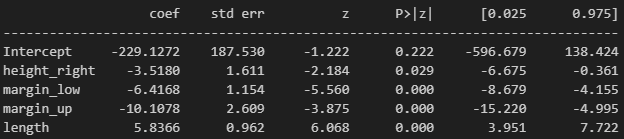 coef std err z P>|z| [0.025 0.975]
Intercept -229.1272 187.530 -1.222 0.222 -596.679 138.424
height_right -3.5180 1.611 -2.184 0.029 -6.675 -0.361
margin_low -6.4168 1.154 -5.560 0.000 -8.679 -4.155
margin_up -10.1078 2.609 -3.875 0.000 -15.220 -4.995
length 5.8366 0.962 6.068 0.000 3.951 7.722